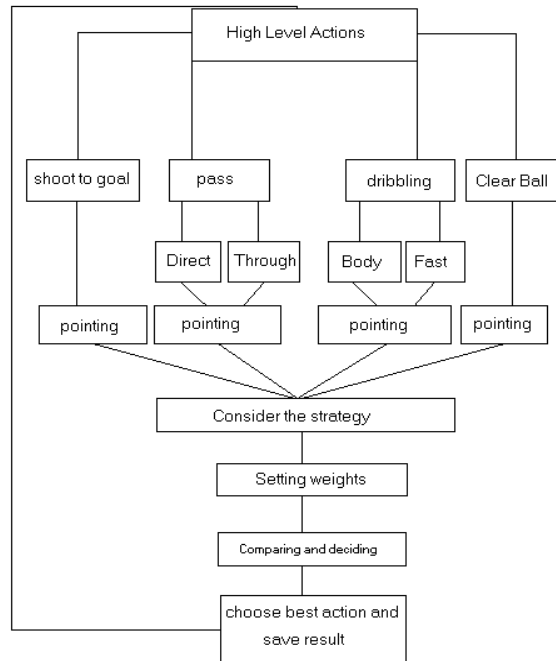 High Level Actions
shoot to goal
pass
dribbling
Clear Ball
Direct
Through
Body
Fast
pointing
pointing
pointing
pointing
Consider the strategy
Setting weights
Comparing and deciding
choose best action and
save result